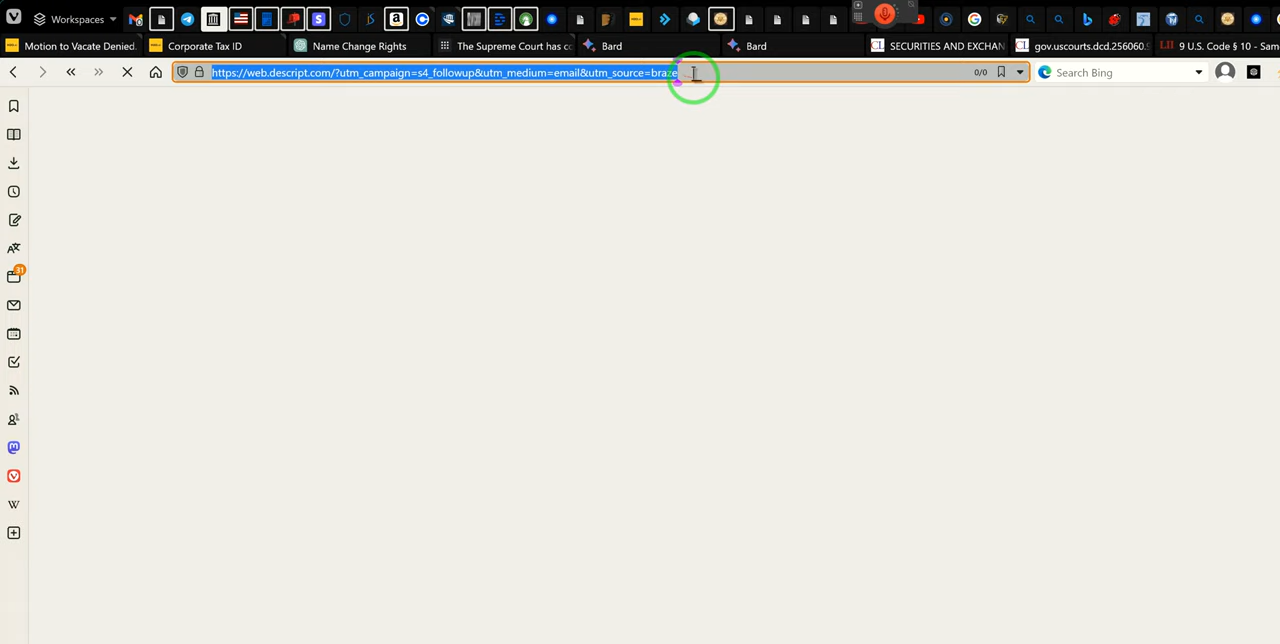 Workspaces
Motion to Vacate Denied.
Corporate Tax ID
Name Change Rights
The Supreme Court has co
Bard
Bard
SECURITIES AND EXCHAN
gov.uscourts.dcd.256060.
9 U.S. Code § 10 - Sam
https://web.descript.com/?utm_campaign=s4_followup&utm_medium=email&utm_source=braze
0/0
Search Bing
31